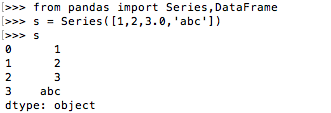 [>>> from pandas import Series,DataFrame
[>>> s = Series([1,2,3.0,'abc'])
[>>> s
0      1
1      2
2      3
3    abc
dtype: object